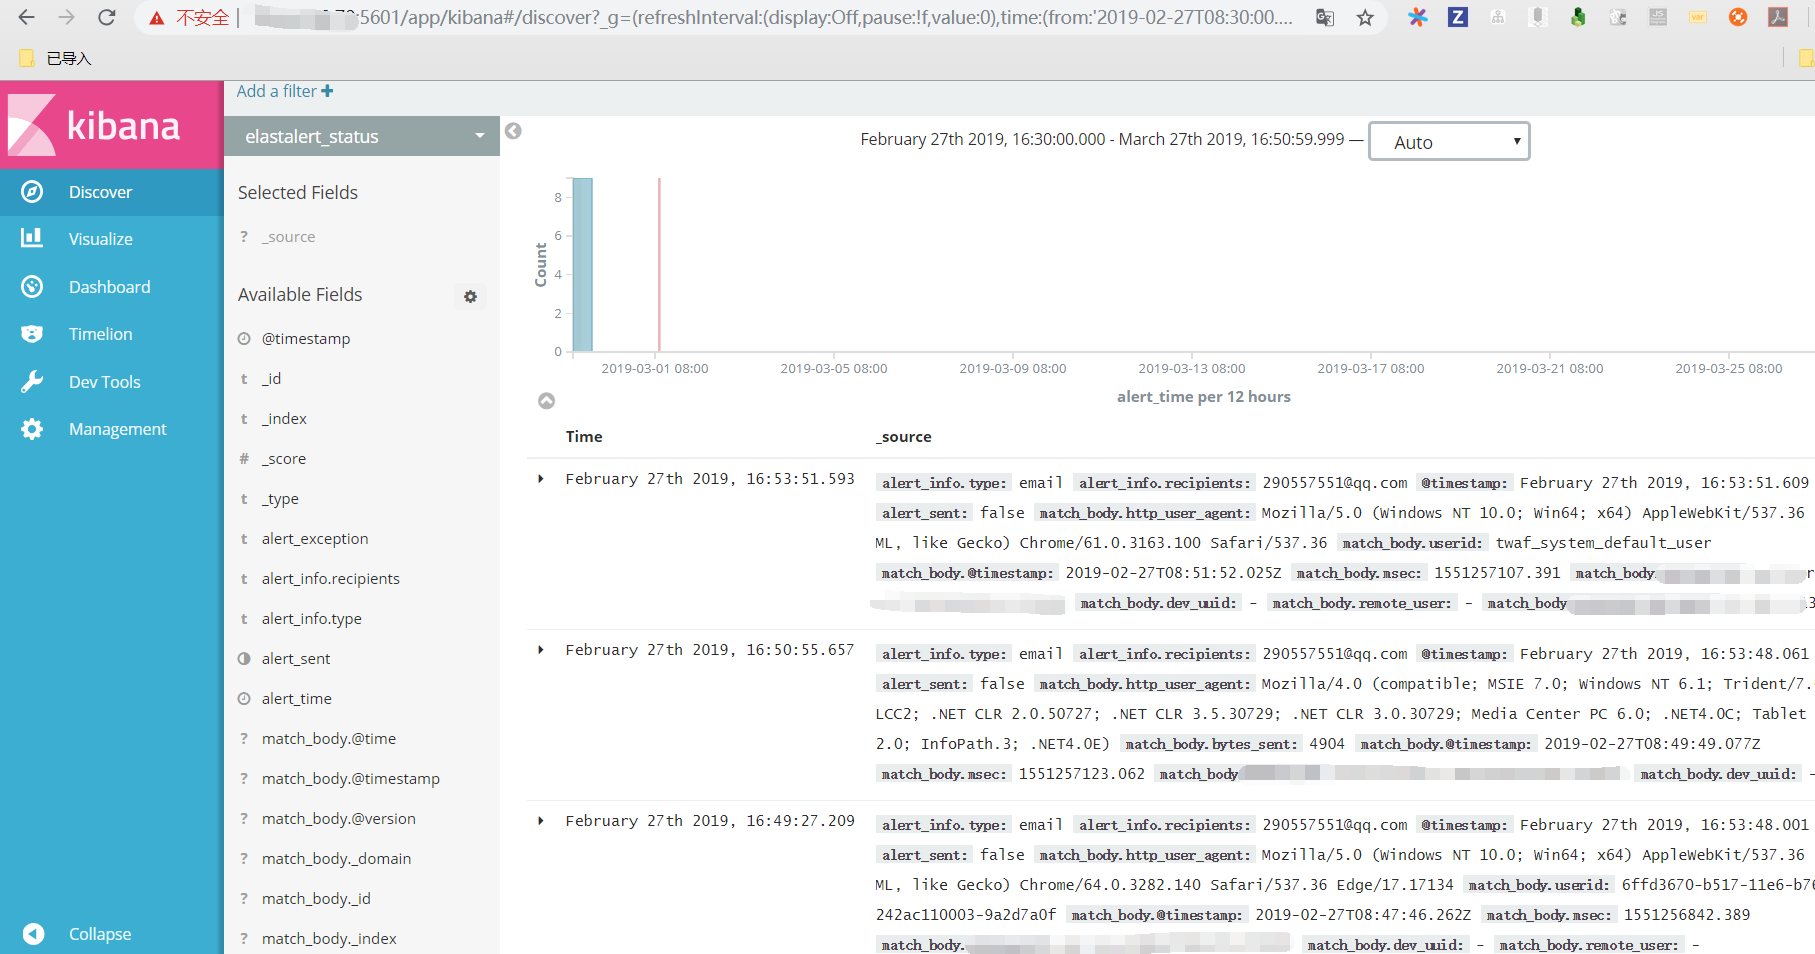 不安全
:5601/app/kibana#/discover?_g=(refreshInterval:(display:Off,pause:!f,value:0),time:(from:'2019-02-27T08:30:00....
已导入
kibana
Discover
Visualize
Dashboard
Timelion
Dev Tools
Management
Collapse
Add a filter +
elastalert_status
Selected Fields
? _source
Available Fields
@timestamp
t _id
t _index
# _score
t _type
t alert_exception
t alert_info.recipients
t alert_info.type
alert_sent
alert_time
? match_body.@time
? match_body.@timestamp
? match_body.@version
? match_body._domain
? match_body._id
? match_body._index
February 27th 2019, 16:30:00.000 - March 27th 2019, 16:50:59.999 — Auto
Count
8
6
4
2
0
2019-03-01 08:00 2019-03-05 08:00 2019-03-09 08:00 2019-03-13 08:00 2019-03-17 08:00 2019-03-21 08:00 2019-03-25 08:00
alert_time per 12 hours
Time _source
February 27th 2019, 16:53:51.593 alert_info.type: email alert_info.recipients: 290557551@qq.com @timestamp: February 27th 2019, 16:53:51.609
alert_sent: false match_body.http_user_agent: Mozilla/5.0 (Windows NT 10.0; Win64; x64) AppleWebKit/537.36
ML, like Gecko) Chrome/61.0.3163.100 Safari/537.36 match_body.userid: twaf_system_default_user
match_body.@timestamp: 2019-02-27T08:51:52.025Z match_body.msec: 1551257107.391 match_body
match_body.dev_uuid: - match_body.remote_user: - match_body
February 27th 2019, 16:50:55.657 alert_info.type: email alert_info.recipients: 290557551@qq.com @timestamp: February 27th 2019, 16:53:48.061
alert_sent: false match_body.http_user_agent: Mozilla/4.0 (compatible; MSIE 7.0; Windows NT 6.1; Trident/7.
LCC2; .NET CLR 2.0.50727; .NET CLR 3.5.30729; .NET CLR 3.0.30729; Media Center PC 6.0; .NET4.0C; Tablet
2.0; InfoPath.3; .NET4.0E) match_body.bytes_sent: 4904 match_body.@timestamp: 2019-02-27T08:49:49.077Z
match_body.msec: 1551257123.062 match_body match_body.dev_uuid: -
February 27th 2019, 16:49:27.209 alert_info.type: email alert_info.recipients: 290557551@qq.com @timestamp: February 27th 2019, 16:53:48.001
alert_sent: false match_body.http_user_agent: Mozilla/5.0 (Windows NT 10.0; Win64; x64) AppleWebKit/537.36
ML, like Gecko) Chrome/64.0.3282.140 Safari/537.36 Edge/17.17134 match_body.userid: 6ffd3670-b517-11e6-b76
242ac110003-9a2d7a0f match_body.@timestamp: 2019-02-27T08:47:46.262Z match_body.msec: 1551256842.389
match_body. match_body.dev_uuid: - match_body.remote_user: -